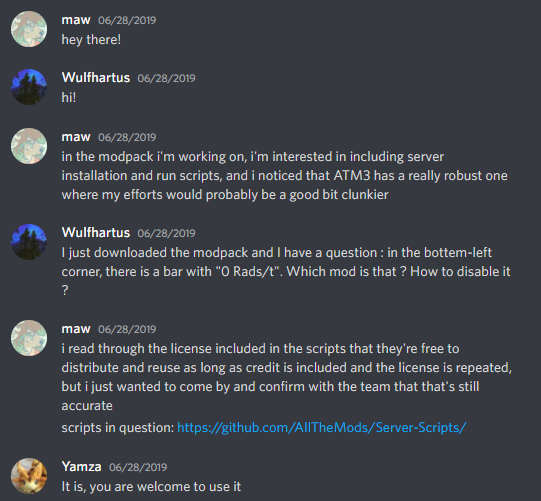 maw 06/28/2019
hey there!
Wulfhartus 06/28/2019
hi!
maw 06/28/2019
in the modpack i'm working on, i'm interested in including server
installation and run scripts, and i noticed that ATM3 has a really robust one
where my efforts would probably be a good bit clunkier
Wulfhartus 06/28/2019
I just downloaded the modpack and I have a question : in the bottem-left
corner, there is a bar with "0 Rads/t". Which mod is that ? How to disable it
?
maw 06/28/2019
i read through the license included in the scripts that they're free to
distribute and reuse as long as credit is included and the license is repeated,
but i just wanted to come by and confirm with the team that that's still
accurate
scripts in question: https://github.com/AllTheMods/Server-Scripts/
Yamza 06/28/2019
It is, you are welcome to use it